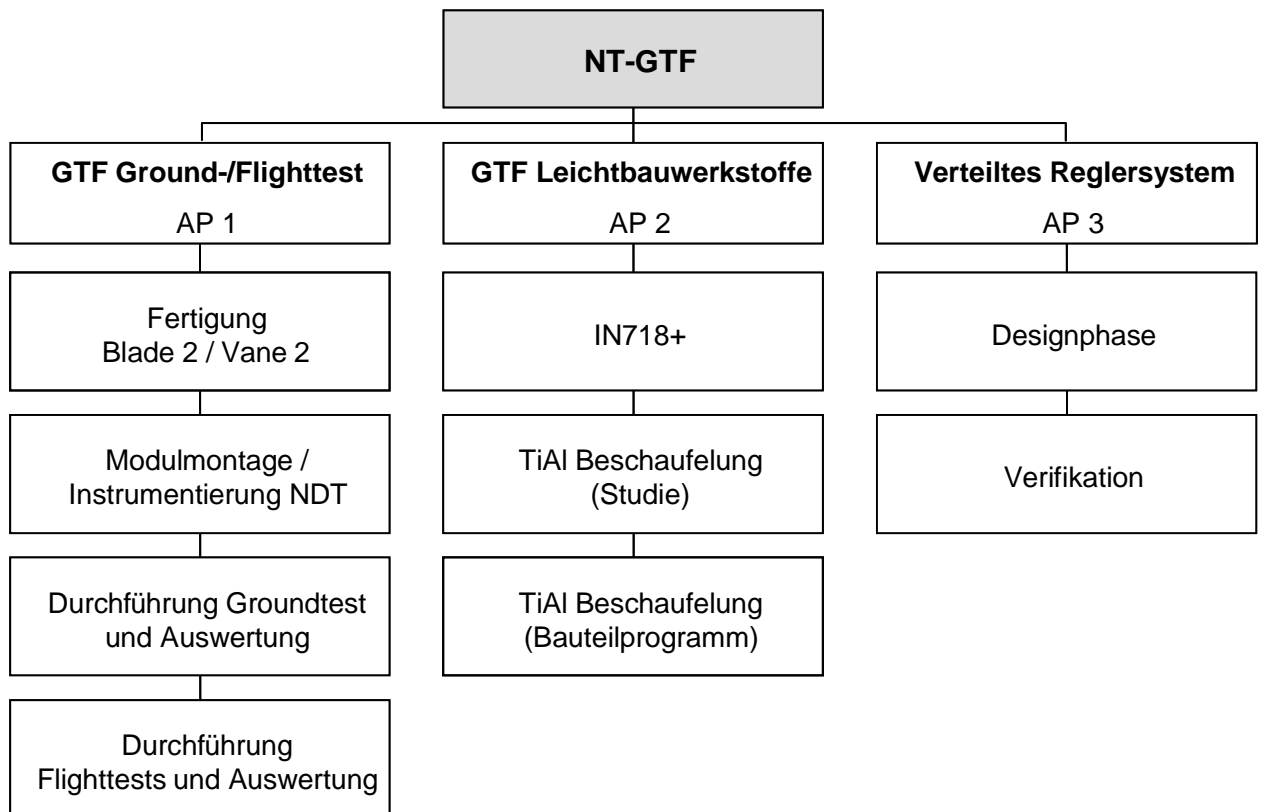 NT-GTF
GTF Ground-/Flighttest
AP 1
GTF Leichtbauwerkstoffe
AP 2
Verteiltes Reglersystem
AP 3
Fertigung
Blade 2 / Vane 2
IN718+
Designphase
Modulmontage /
Instrumentierung NDT
TiAl Beschaufelung
(Studie)
Verifikation
Durchführung Groundtest
und Auswertung
TiAl Beschaufelung
(Bauteilprogramm)
Durchführung
Flighttests und Auswertung